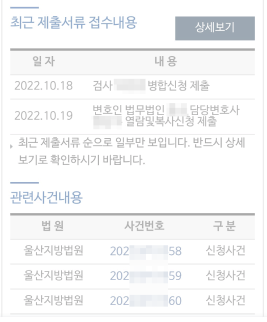 최근 제출서류 접수내용
상세보기
일 자 내 용
2022.10.18 검사 병합신청 제출
2022.10.19 변호인 법무법인 담당변호사
열람및복사신청 제출
최근 제출서류 순으로 일부만 보입니다. 반드시 상세
보기로 확인하시기 바랍니다.
관련사건내용
법 원 사건번호 구 분
울산지방법원 202 58 신청사건
울산지방법원 202 59 신청사건
울산지방법원 202 60 신청사건